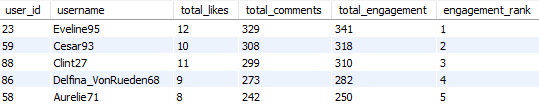 user_id username total_likes total_comments total_engagement engagement_rank
23 Eveline95 12 329 341 1
59 Cesar93 10 308 318 2
88 Clint27 11 299 310 3
86 Delfina_VonRueden68 9 273 282 4
58 Aurelie71 8 242 250 5